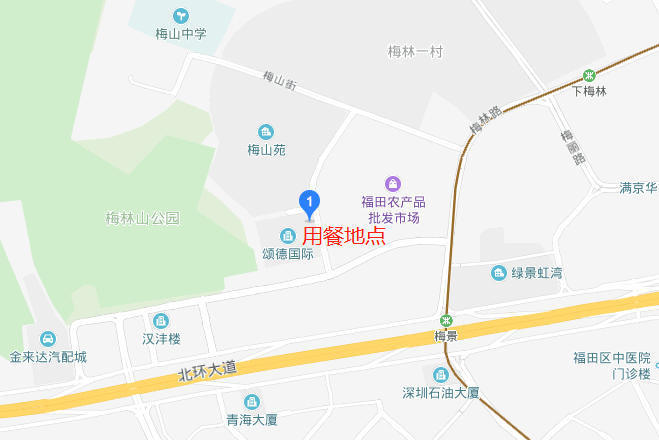 梅山中学
梅林一村
梅山街
下梅林
梅林路
梅丽路
梅山苑
满京华
1
福田农产品
批发市场
梅林山公园
用餐地点
颂德国际
绿景虹湾
汉沣楼
梅景
金来达汽配城
福田区中医院
门诊楼
北环大道
深圳石油大厦
青海大厦